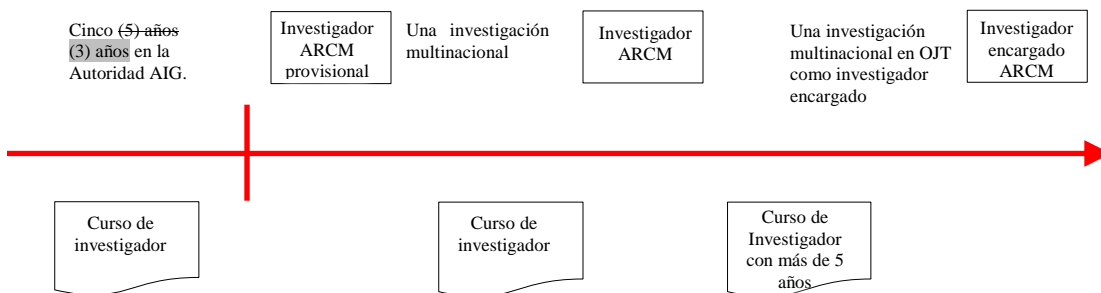 Cinco (5) años
(3) años en la
Autoridad AIG.
Investigador
ARCM
provisional
Una investigación
multinacional
Investigador
ARCM
Una investigación
multinacional en OJT
como investigador
encargado
Investigador
encargado
ARCM
Curso de
investigador
Curso de
investigador
Curso de
Investigador
con más de 5
años